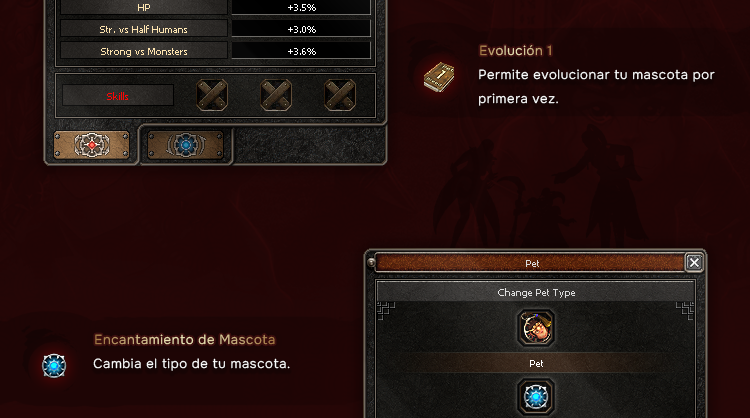 HP +3.5%
Str. vs Half Humans +3.0%
Strong vs Monsters +3.6%
Skills
Evolución 1
Permite evolucionar tu mascota por
primera vez.
1
Pet
Change Pet Type
Pet
Encantamiento de Mascota
Cambia el tipo de tu mascota.